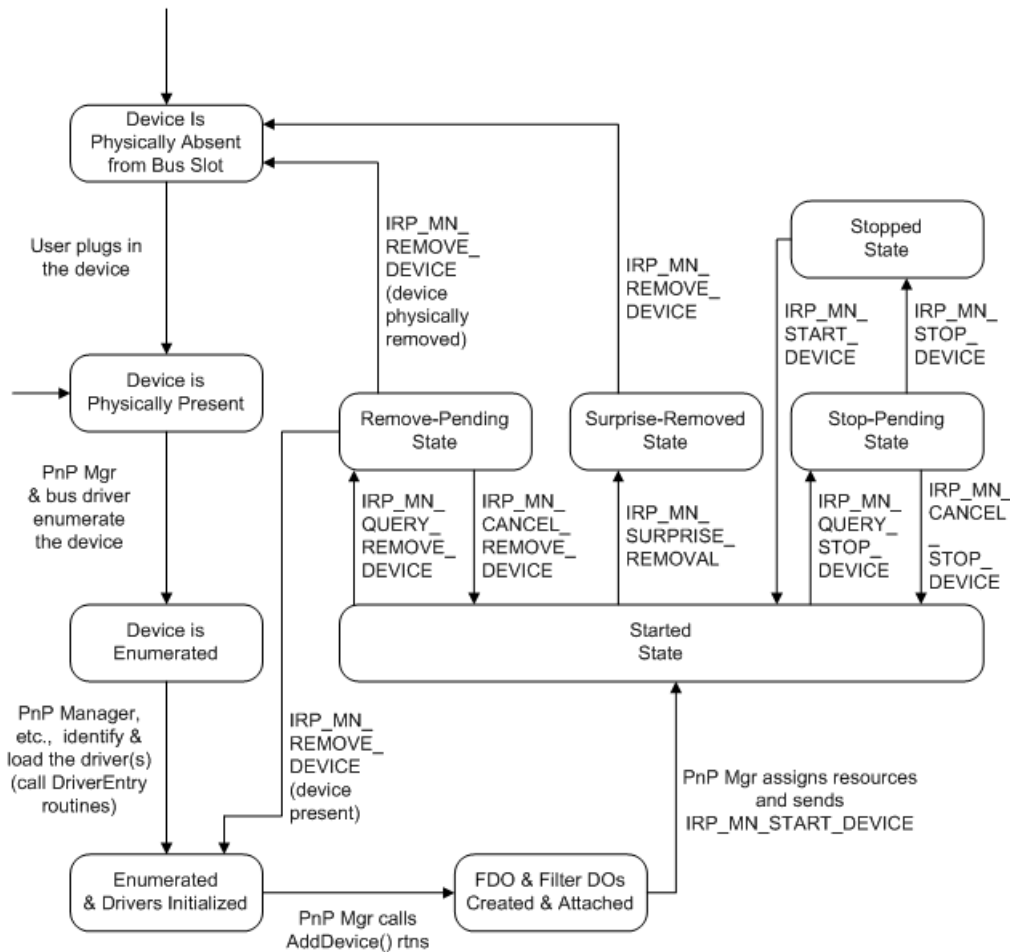 Device Is
Physically Absent
from Bus Slot
User plugs in
the device
IRP_MN_
REMOVE_
DEVICE
(device
physically
removed)
IRP_MN_
REMOVE_
DEVICE
Stopped
State
IRP_MN_
START_
DEVICE
IRP_MN_
STOP_
DEVICE
Device is
Physically Present
Remove-Pending
State
Surprise-Removed
State
Stop-Pending
State
PnP Mgr
& bus driver
enumerate
the device
IRP_MN_
QUERY_
REMOVE_
DEVICE
IRP_MN_
CANCEL_
REMOVE_
DEVICE
IRP_MN_
SURPRISE_
REMOVAL
IRP_MN_
QUERY_
STOP_
DEVICE
IRP_MN_
CANCEL
_
STOP_
DEVICE
Device is
Enumerated
Started
State
PnP Manager,
etc., identify &
load the driver(s)
(call DriverEntry
routines)
IRP_MN_
REMOVE_
DEVICE
(device
present)
PnP Mgr assigns resources
and sends
IRP_MN_START_DEVICE
Enumerated
& Drivers Initialized
PnP Mgr calls
AddDevice() rtns
FDO & Filter DOs
Created & Attached